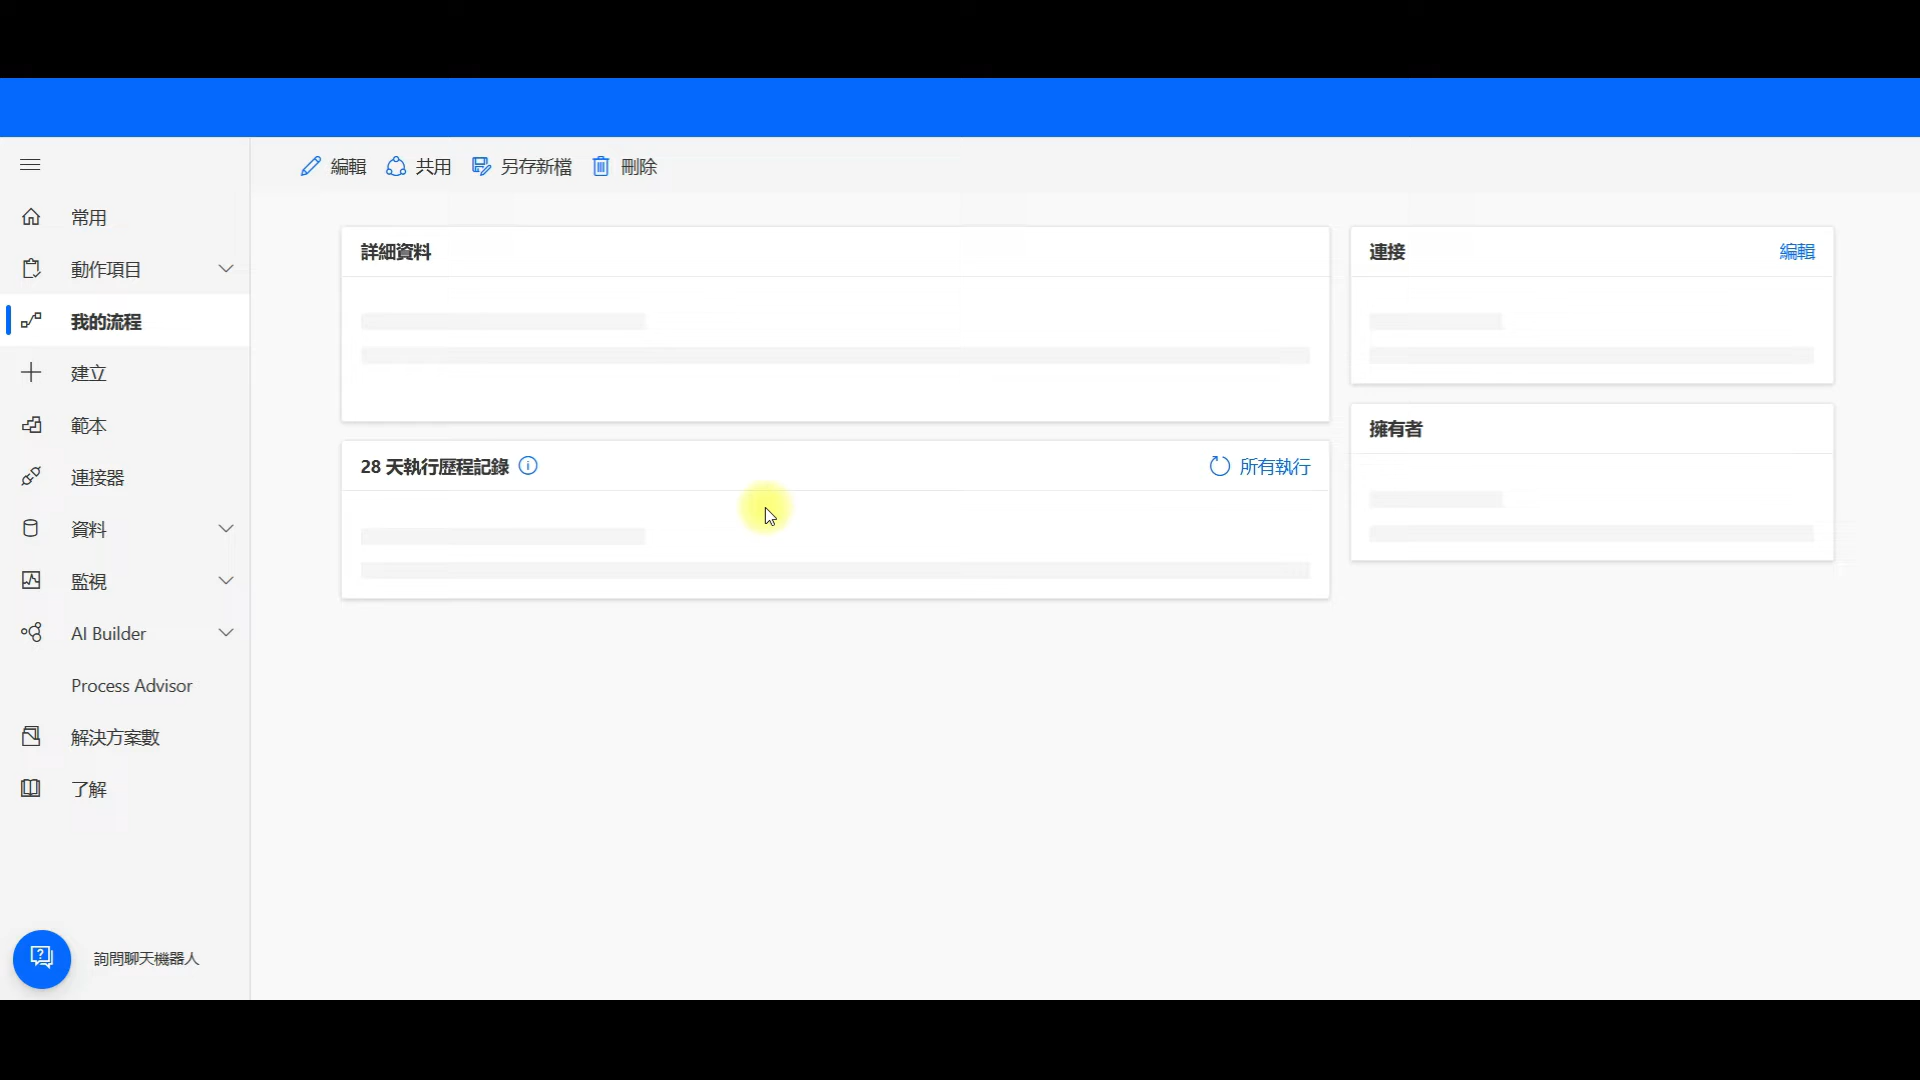 編輯 共用 另存新檔 刪除
常用
動作項目
我的流程
建立
範本
連接器
資料
監視
AI Builder
Process Advisor
解決方案數
了解
詢問聊天機器人
詳細資料
28 天執行歷程記錄 所有執行
連接 編輯
擁有者